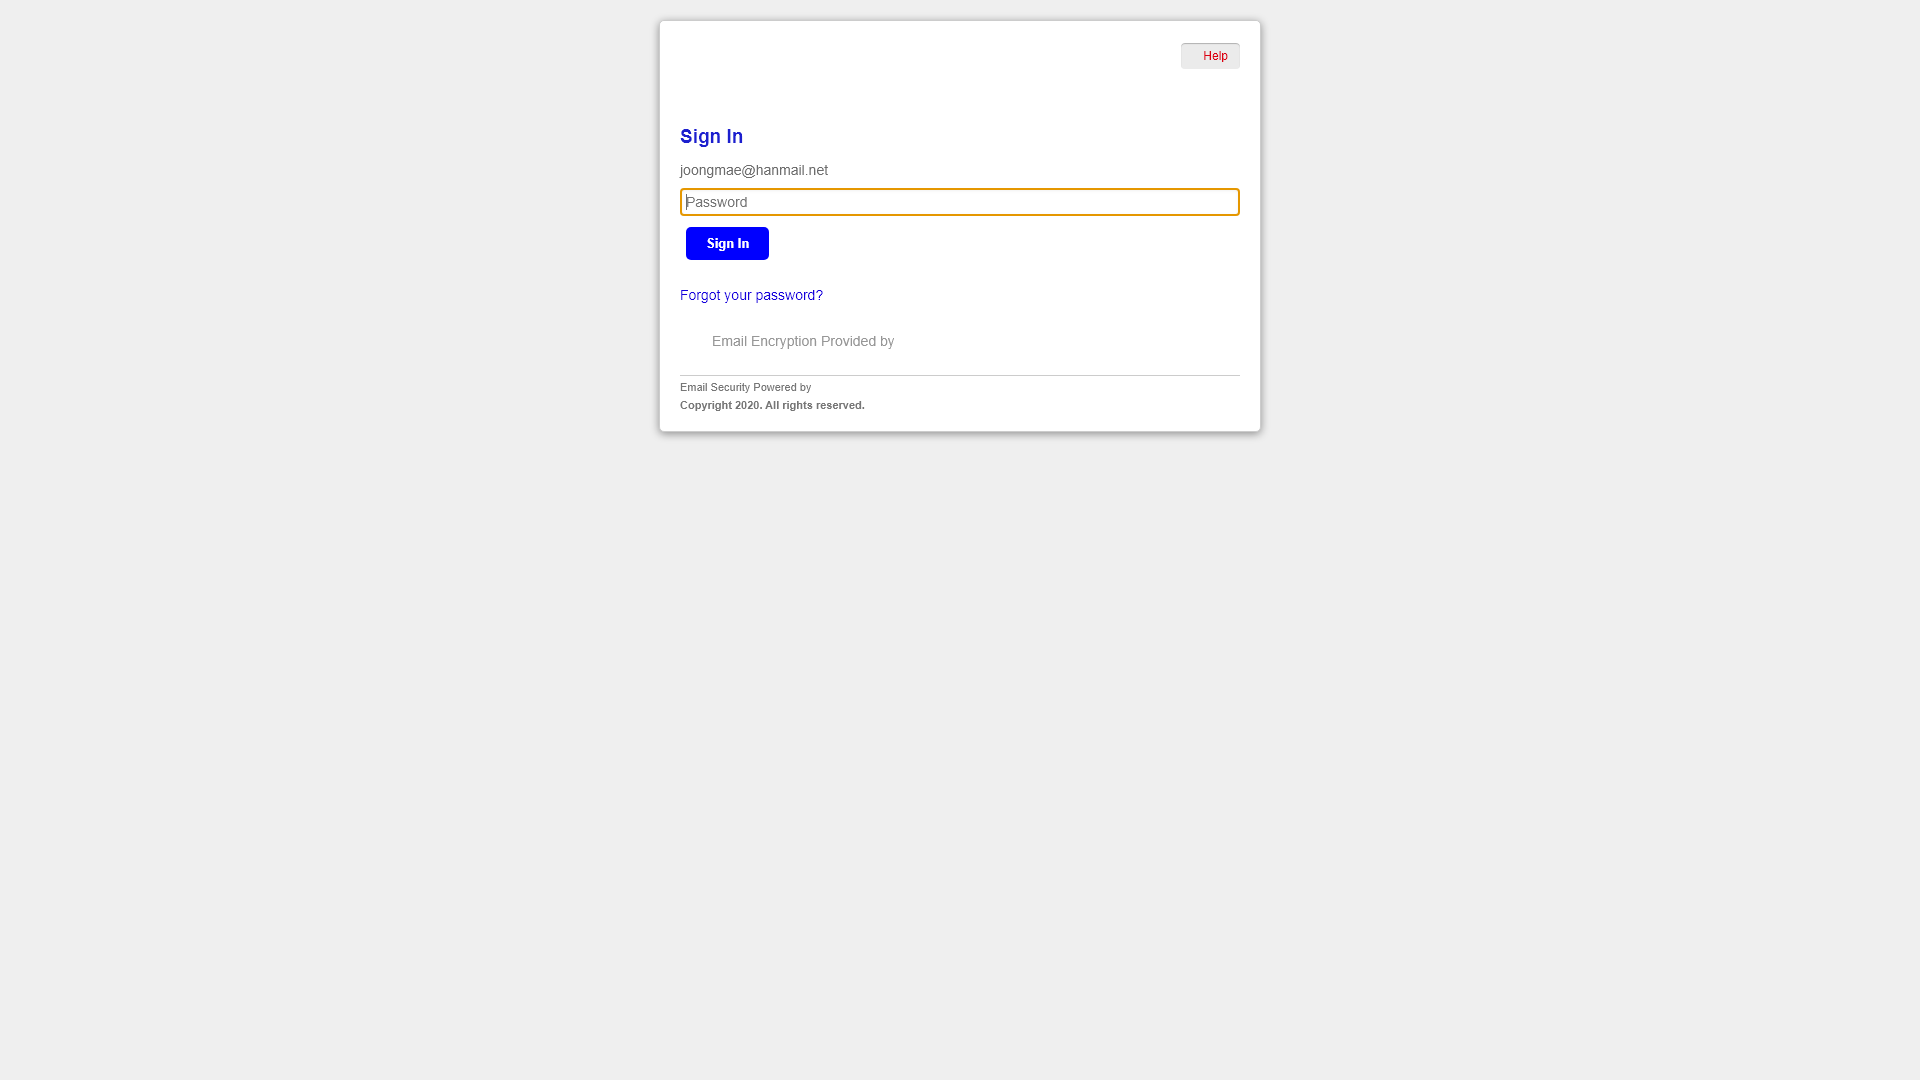 Help
Sign In
joongmae@hanmail.net
Password
Sign In
Forgot your password?
Email Encryption Provided by
Email Security Powered by
Copyright 2020. All rights reserved.